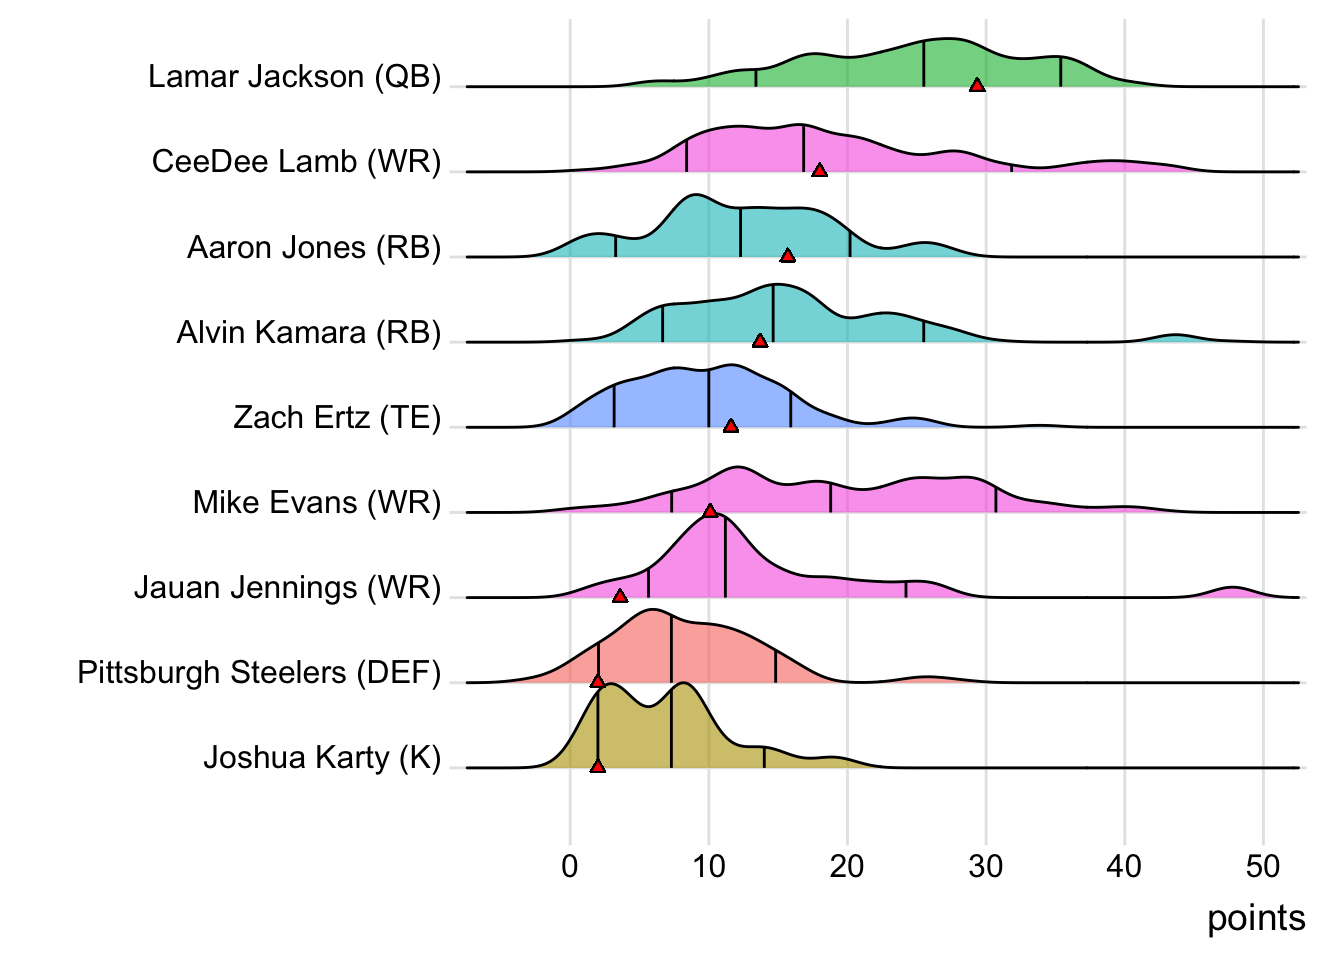 Lamar Jackson (QB)
CeeDee Lamb (WR)
Aaron Jones (RB)
Alvin Kamara (RB)
Zach Ertz (TE)
Mike Evans (WR)
Jauan Jennings (WR)
Pittsburgh Steelers (DEF)
Joshua Karty (K)
0 10 20 30 40 50
points